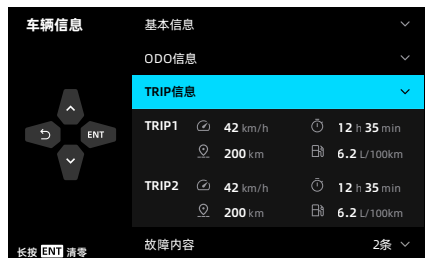 车辆信息
基本信息
ODO信息
TRIP信息
ENT
TRIP1 42 km/h 12 h 35 min
200 km 6.2 L/100km
TRIP2 42 km/h 12 h 35 min
200 km 6.2 L/100km
故障内容 2条
长按 ENT 清零